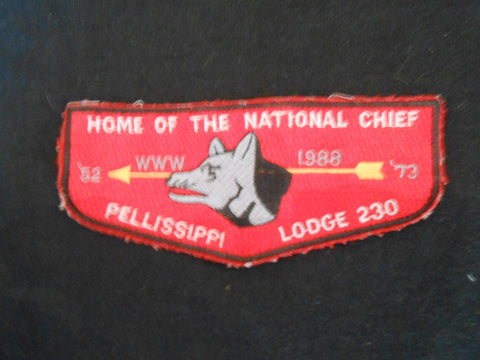 HOME OF THE NATIONAL CHIEF
'52 WWW 1988 '73
PELLISSIPPI LODGE 230